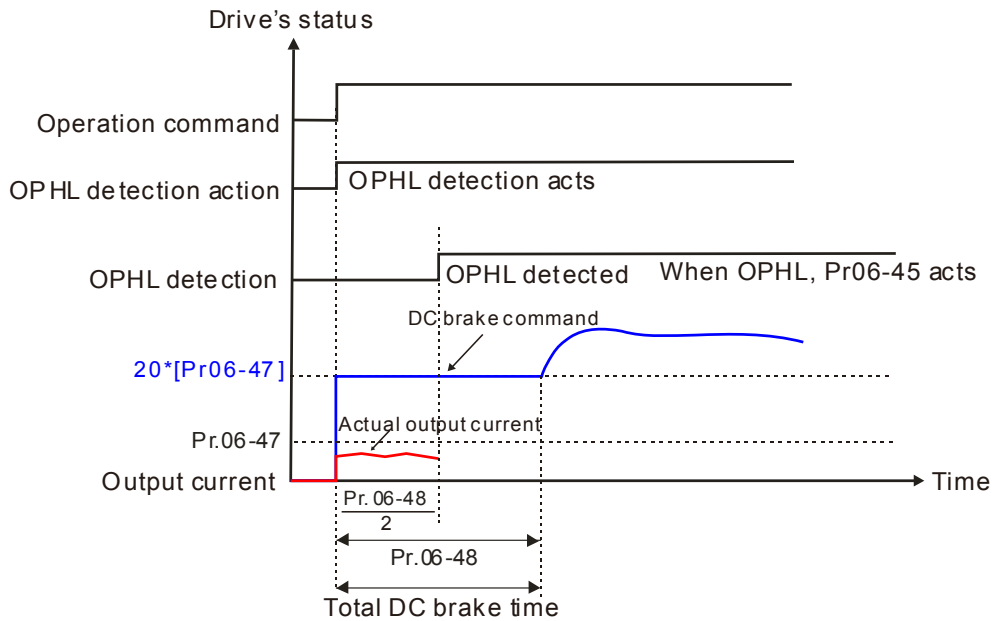 Drive's status
Operation command
OPHL detection action
OPHL detection acts
OPHL detection
OPHL detected
When OPHL, Pr06-45 acts
DC brake command
20*[Pr06-47]
Actual output current
Pr.06-47
Output current
Time
Pr. 06-48
2
Pr.06-48
Total DC brake time